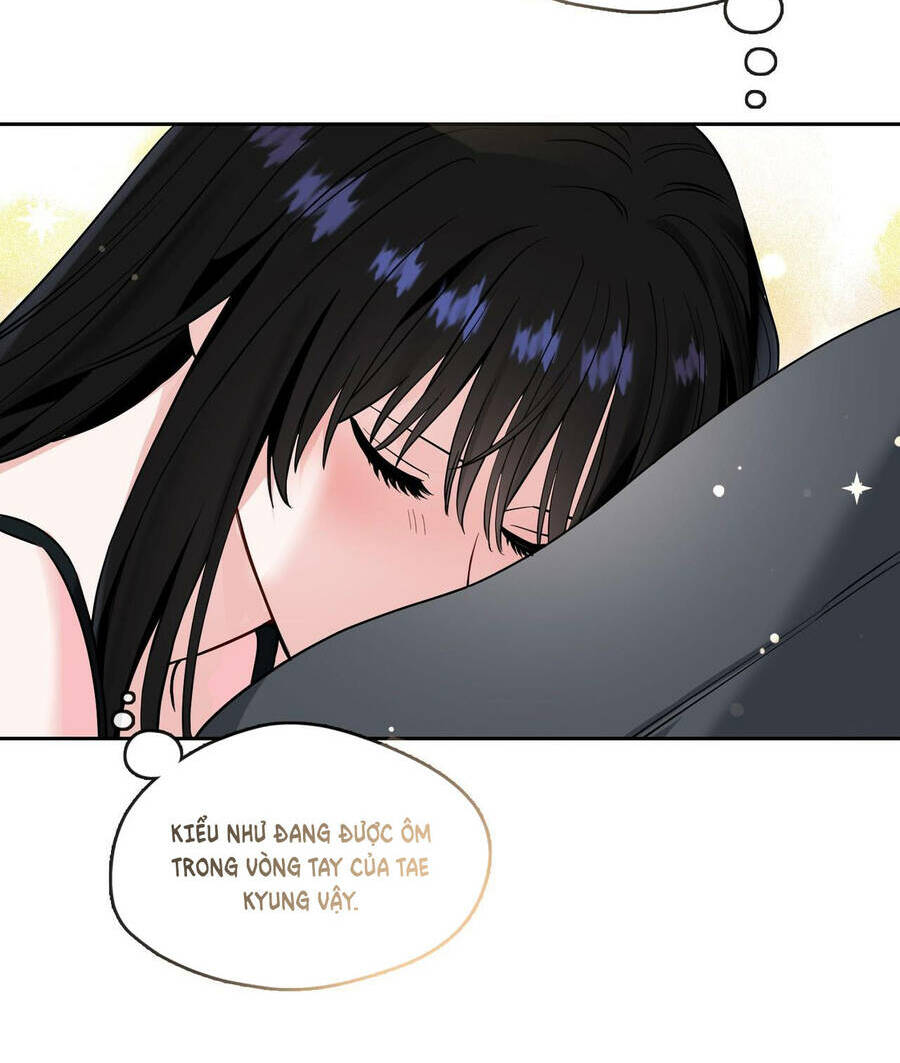 KIỂU NHƯ ĐANG ĐƯỢC ÔM
TRONG VÒNG TAY CỦA TAE
KYUNG VẬY.